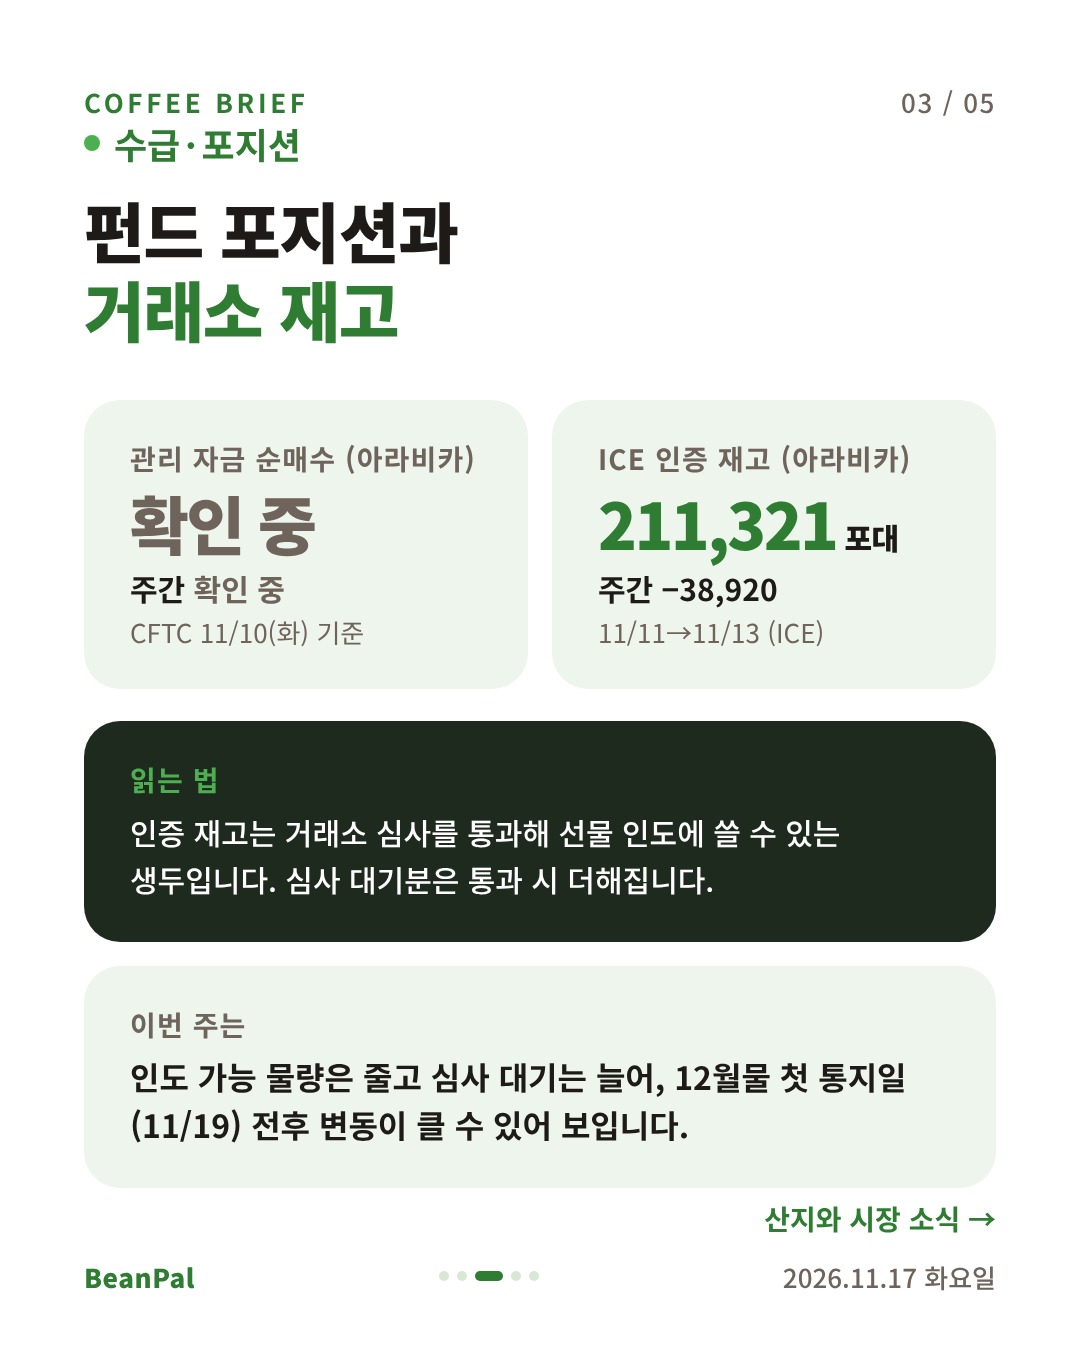 COFFEE BRIEF
03 / 05
수급·포지션
펀드 포지션과
거래소 재고
관리 자금 순매수 (아라비카)
확인 중
주간 확인 중
CFTC 11/10(화) 기준
ICE 인증 재고 (아라비카)
211,321 포대
주간 −38,920
11/11→11/13 (ICE)
읽는 법
인증 재고는 거래소 심사를 통과해 선물 인도에 쓸 수 있는
생두입니다. 심사 대기분은 통과 시 더해집니다.
이번 주는
인도 가능 물량은 줄고 심사 대기는 늘어, 12월물 첫 통지일
(11/19) 전후 변동이 클 수 있어 보입니다.
산지와 시장 소식 →
BeanPal
2026.11.17 화요일